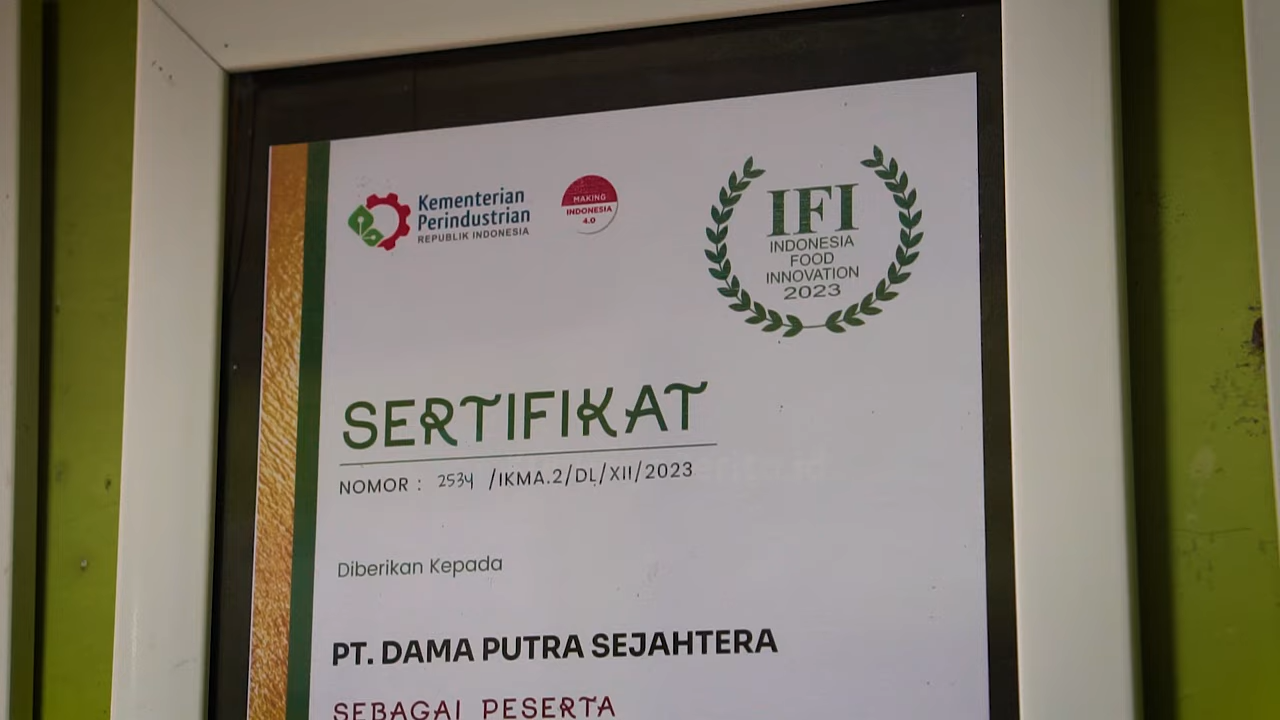 Kementerian
Perindustrian
REPUBLIK INDONESIA
MAKING
INDONESIA
4.0
IFI
INDONESIA
FOOD
INNOVATION
2023
SERTIFIKAT
NOMOR : 2534 /IKMA.2/DL/XII/2023
Diberikan Kepada
PT. DAMA PUTRA SEJAHTERA
SEBAGAI PESERTA